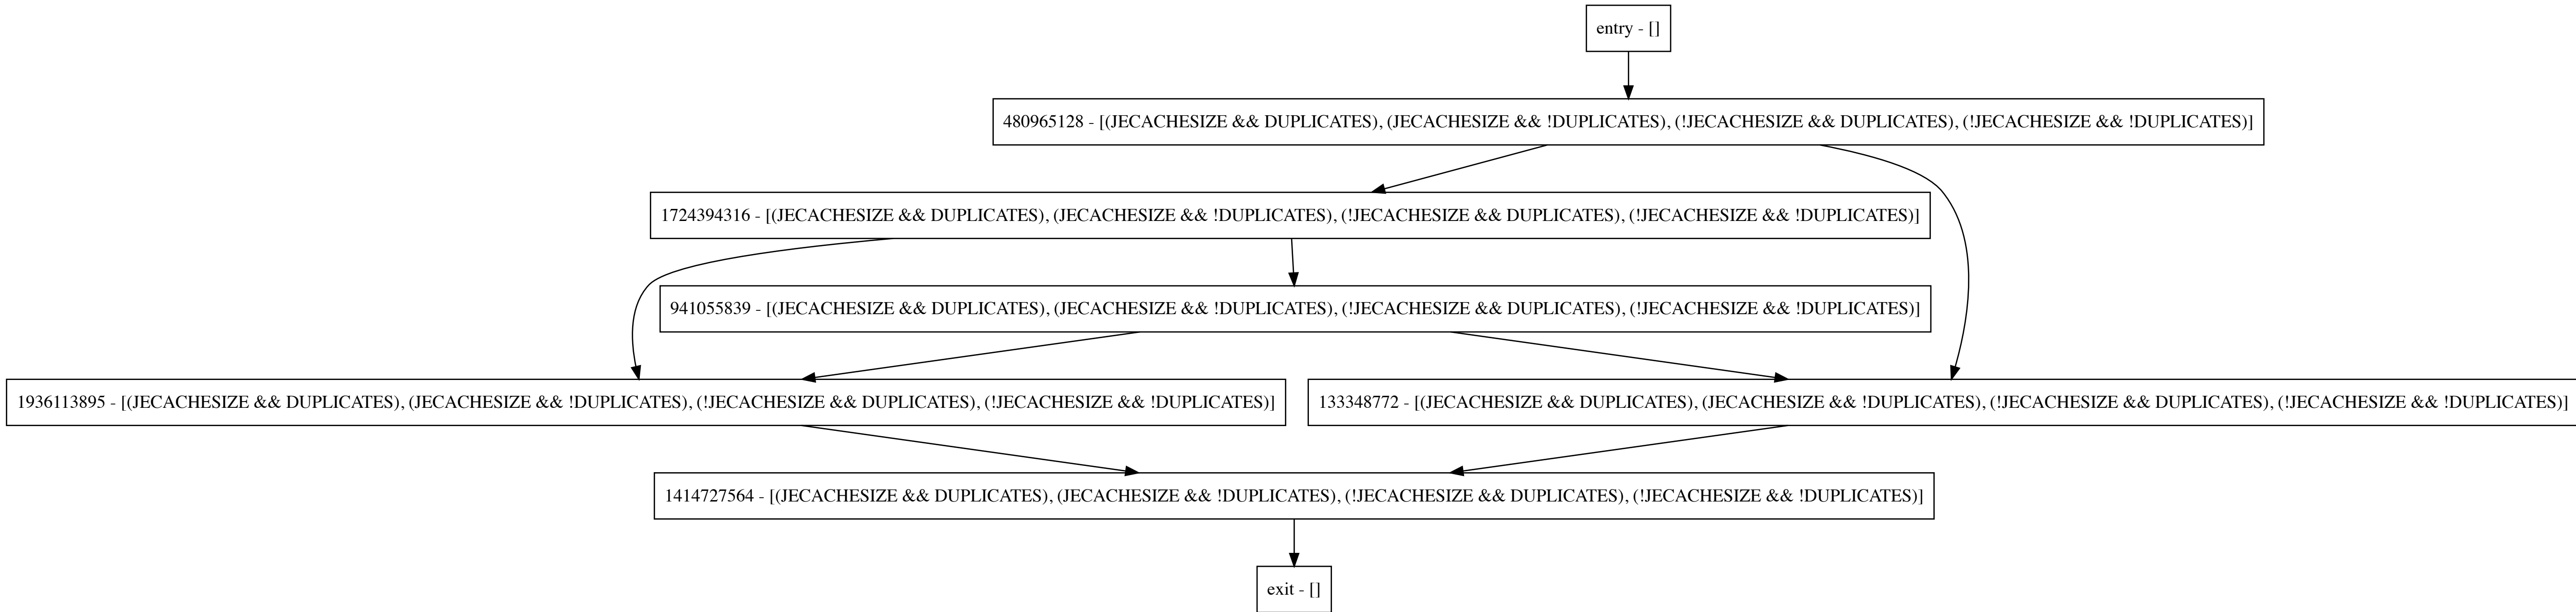 entry - []
480965128 - [(JECACHESIZE && DUPLICATES), (JECACHESIZE && !DUPLICATES), (!JECACHESIZE && DUPLICATES), (!JECACHESIZE && !DUPLICATES)]
1724394316 - [(JECACHESIZE && DUPLICATES), (JECACHESIZE && !DUPLICATES), (!JECACHESIZE && DUPLICATES), (!JECACHESIZE && !DUPLICATES)]
941055839 - [(JECACHESIZE && DUPLICATES), (JECACHESIZE && !DUPLICATES), (!JECACHESIZE && DUPLICATES), (!JECACHESIZE && !DUPLICATES)]
1936113895 - [(JECACHESIZE && DUPLICATES), (JECACHESIZE && !DUPLICATES), (!JECACHESIZE && DUPLICATES), (!JECACHESIZE && !DUPLICATES)]
133348772 - [(JECACHESIZE && DUPLICATES), (JECACHESIZE && !DUPLICATES), (!JECACHESIZE && DUPLICATES), (!JECACHESIZE && !DUPLICATES)]
1414727564 - [(JECACHESIZE && DUPLICATES), (JECACHESIZE && !DUPLICATES), (!JECACHESIZE && DUPLICATES), (!JECACHESIZE && !DUPLICATES)]
exit - []